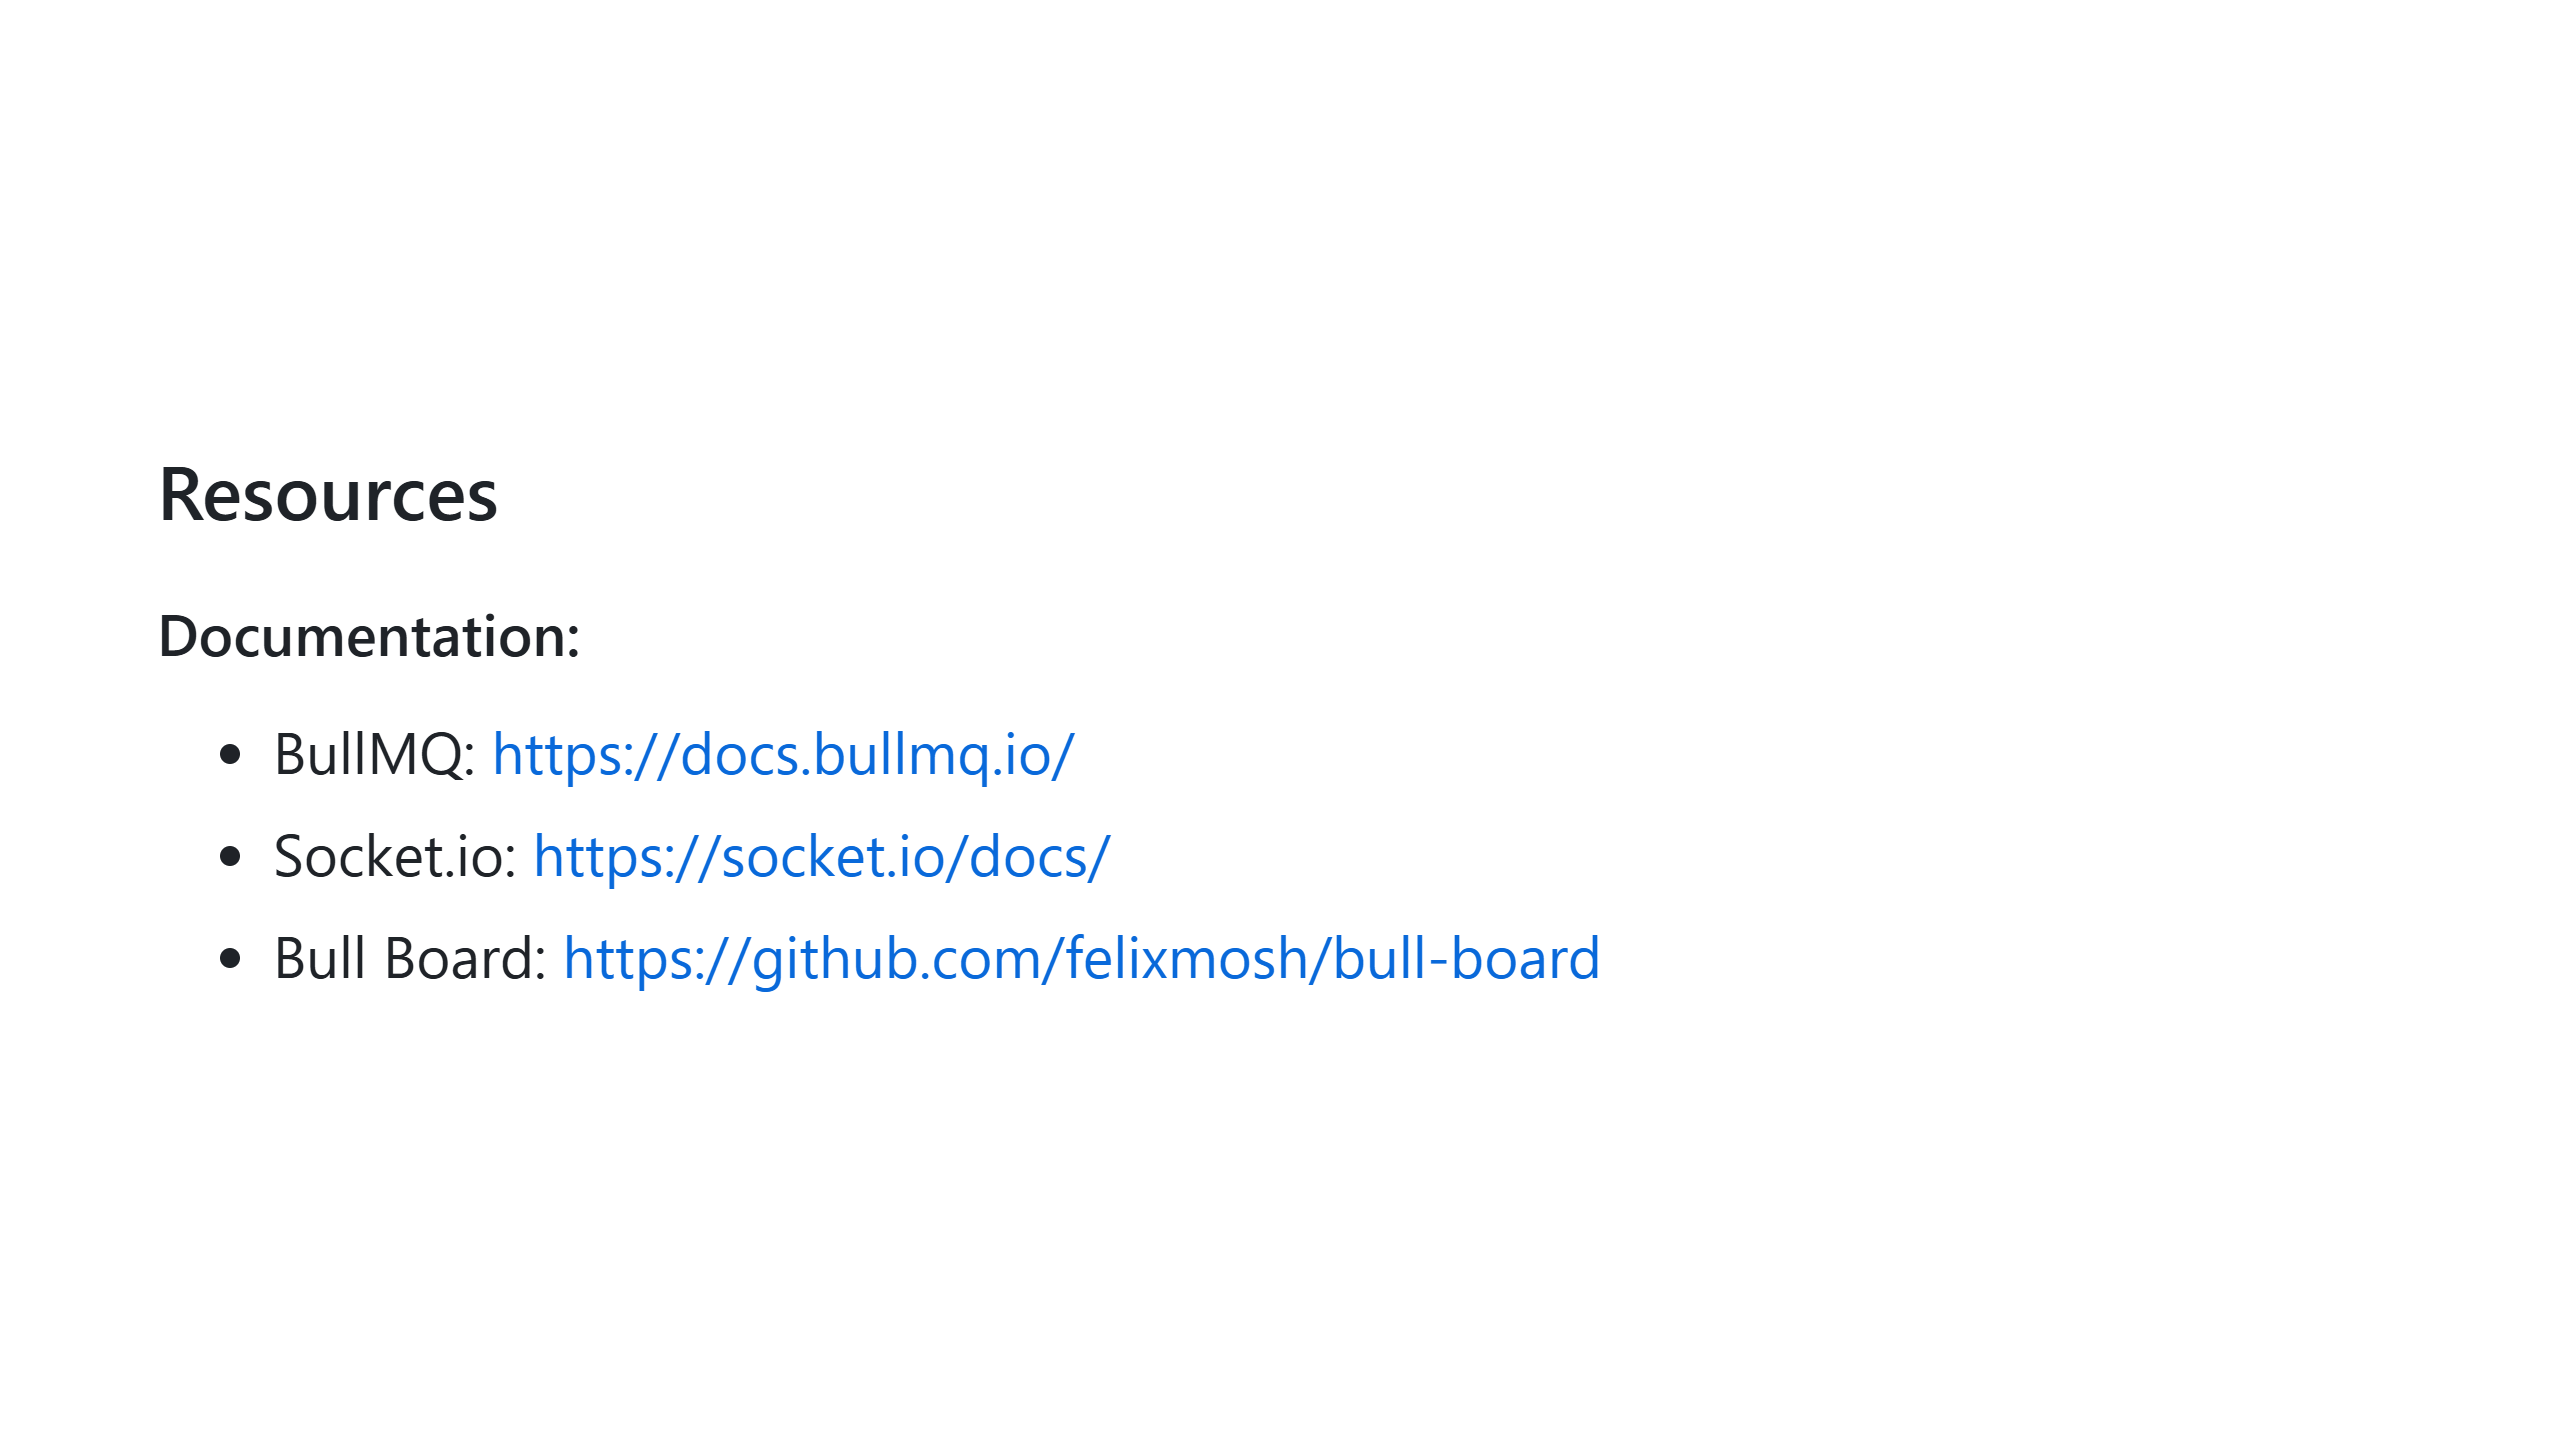 Resources
Documentation:
• BullMQ: https://docs.bullmq.io/
• Socket.io: https://socket.io/docs/
• Bull Board: https://github.com/felixmosh/bull-board